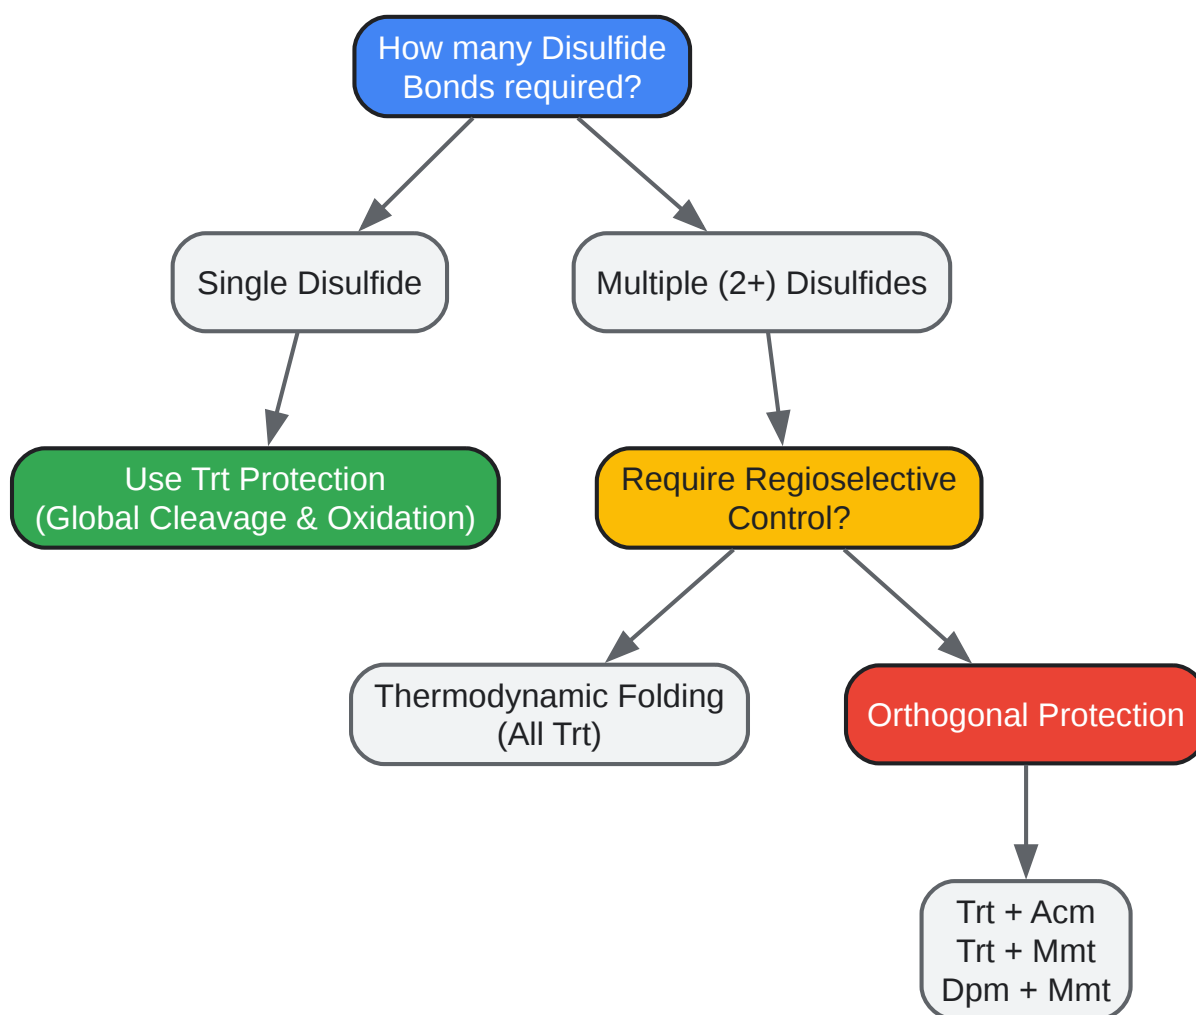 How many Disulfide
Bonds required?
Single Disulfide
Multiple (2+) Disulfides
Use Trt Protection
(Global Cleavage & Oxidation)
Require Regioselective
Control?
Thermodynamic Folding
(All Trt)
Orthogonal Protection
Trt + Acm
Trt + Mmt
Dpm + Mmt